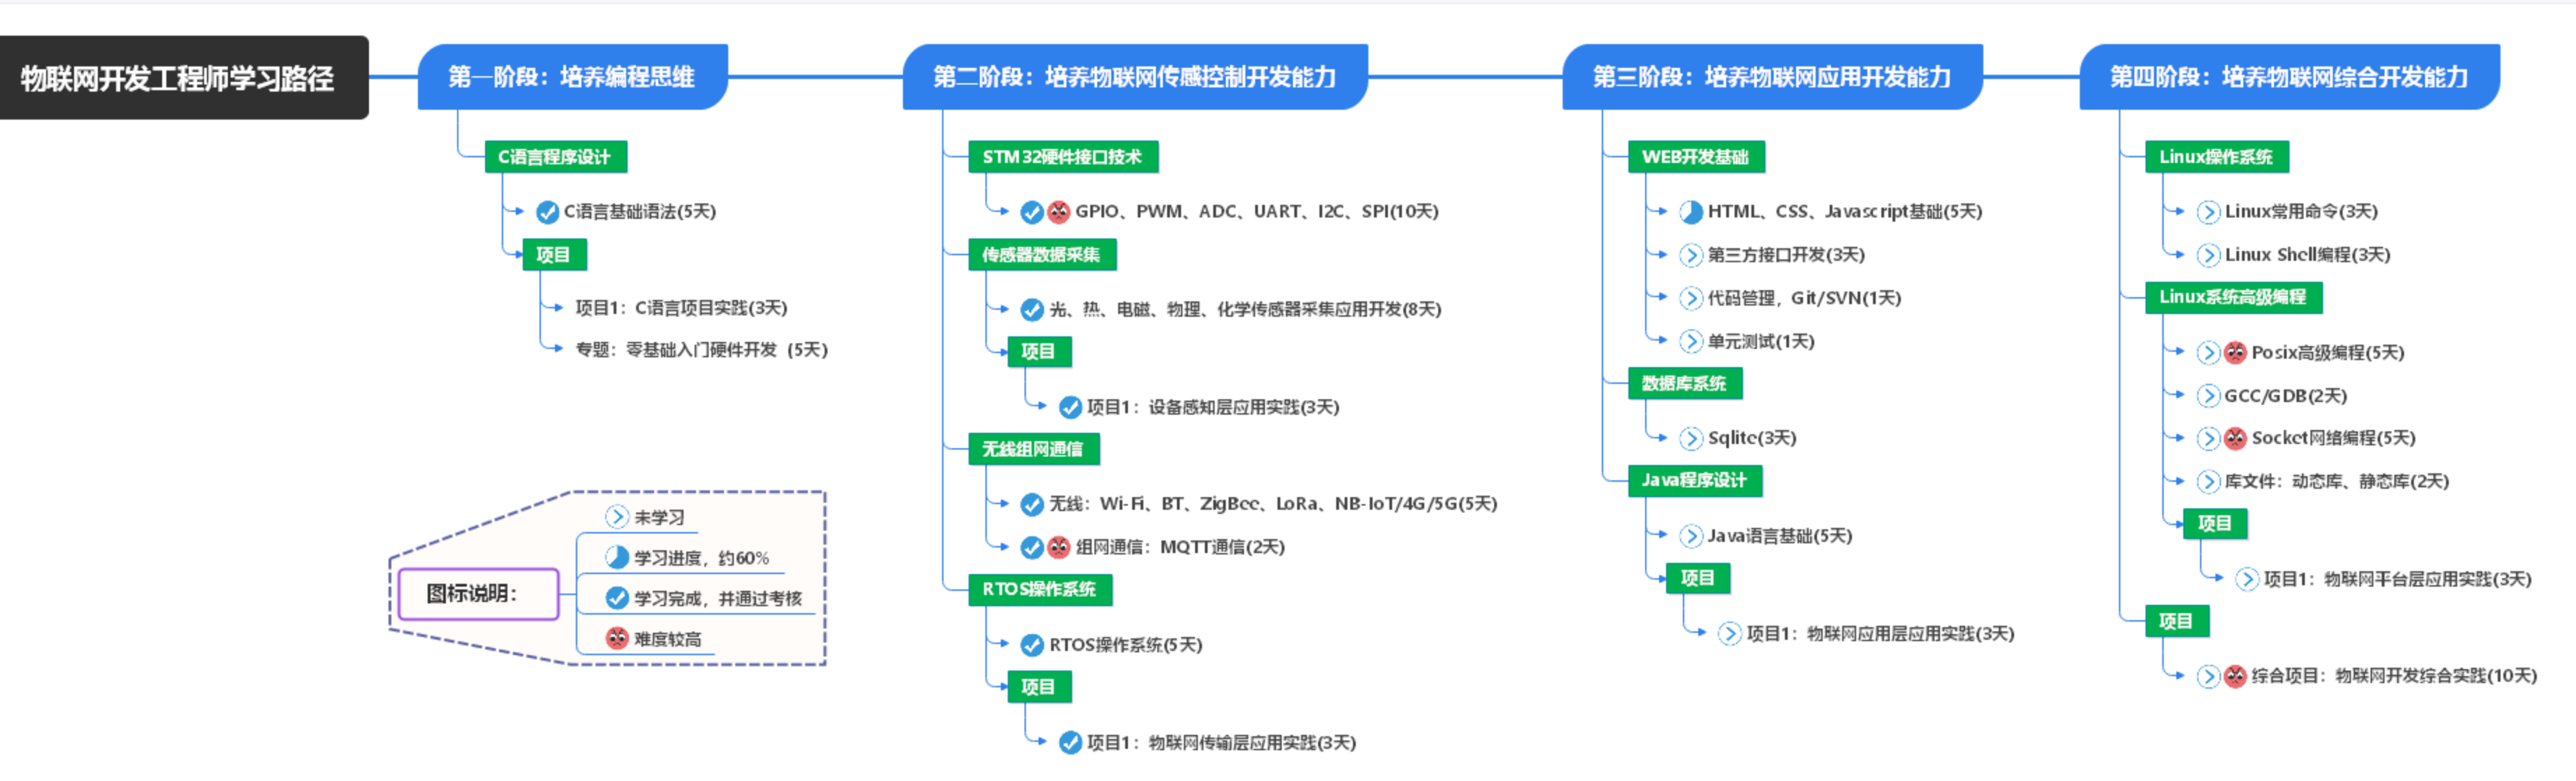 物联网开发工程师学习路径
第一阶段：培养编程思维
C语言程序设计
C语言基础语法(5天)
项目
项目1：C语言项目实践(3天)
专题：零基础入门硬件开发 (5天)
图标说明：
未学习
学习进度，约60%
学习完成，并通过考核
难度较高
第二阶段：培养物联网传感控制开发能力
STM32硬件接口技术
GPIO、PWM、ADC、UART、I2C、SPI(10天)
传感器数据采集
光、热、电磁、物理、化学传感器采集应用开发(8天)
项目
项目1：设备感知层应用实践(3天)
无线组网通信
无线：Wi-Fi、BT、ZigBee、LoRa、NB-IoT/4G/5G(5天)
组网通信：MQTT通信(2天)
RTOS操作系统
RTOS操作系统(5天)
项目
项目1：物联网传输层应用实践(3天)
第三阶段：培养物联网应用开发能力
WEB开发基础
HTML、CSS、Javascript基础(5天)
第三方接口开发(3天)
代码管理，Git/SVN(1天)
单元测试(1天)
数据库系统
Sqlite(3天)
Java程序设计
Java语言基础(5天)
项目
项目1：物联网应用层应用实践(3天)
第四阶段：培养物联网综合开发能力
Linux操作系统
Linux常用命令(3天)
Linux Shell编程(3天)
Linux系统高级编程
Posix高级编程(5天)
GCC/GDB(2天)
Socket网络编程(5天)
库文件：动态库、静态库(2天)
项目
项目1：物联网平台层应用实践(3天)
项目
综合项目：物联网开发综合实践(10天)